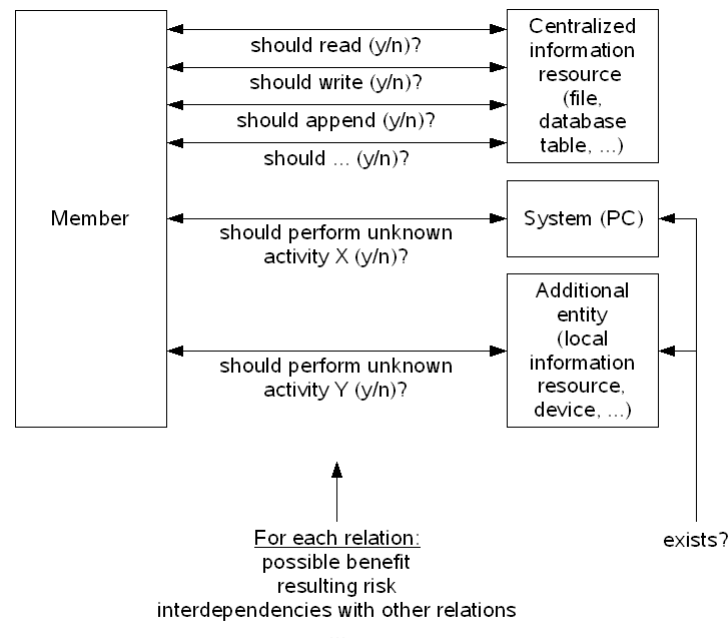 should read (y/n)?
should write (y/n)?
should append (y/n)?
should ... (y/n)?
Centralized
information
resource
(file,
database
table, ...)
Member
should perform unknown
activity X (y/n)?
System (PC)
should perform unknown
activity Y (y/n)?
Additional
entity
(local
information
resource,
device, ...)
For each relation:
possible benefit
resulting risk
interdependencies with other relations
exists?